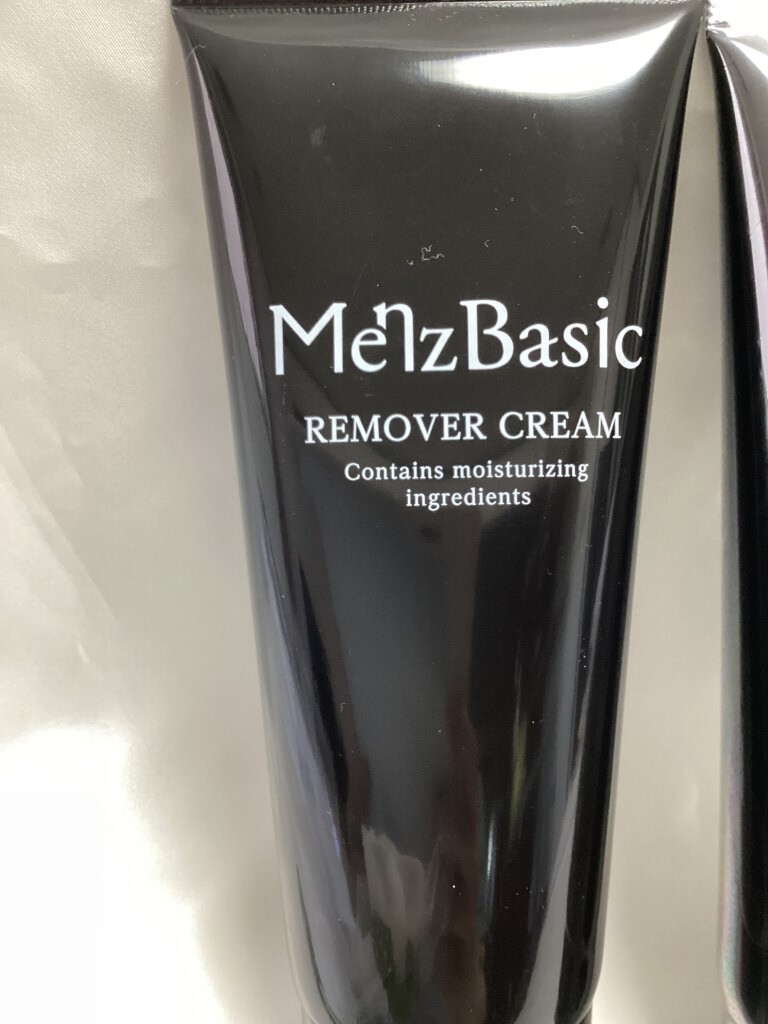 MenzBasic
REMOVER CREAM
Contains moisturizing
ingredients